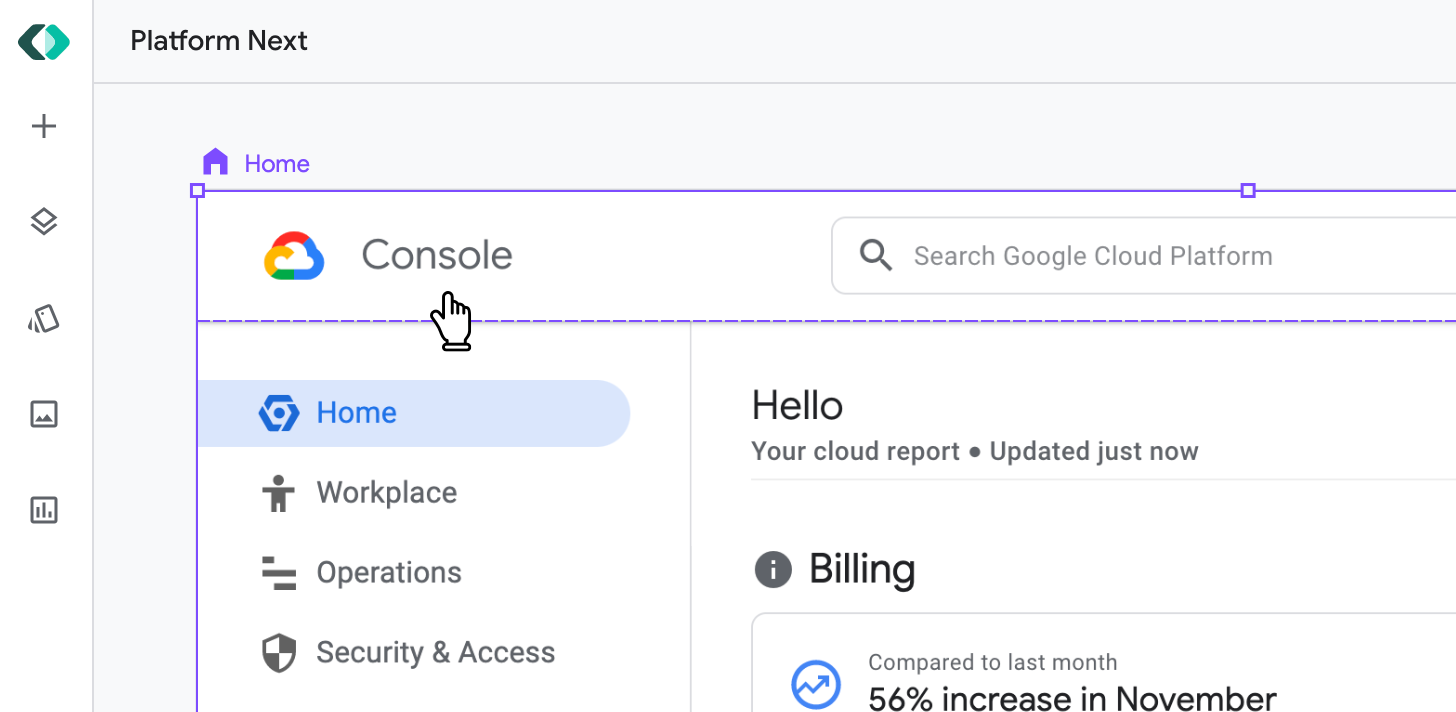 Platform Next
Home
Console
Search Google Cloud Platform
Home
Workplace
Operations
Security & Access
Hello
Your cloud report • Updated just now
Billing
Compared to last month
56% increase in November